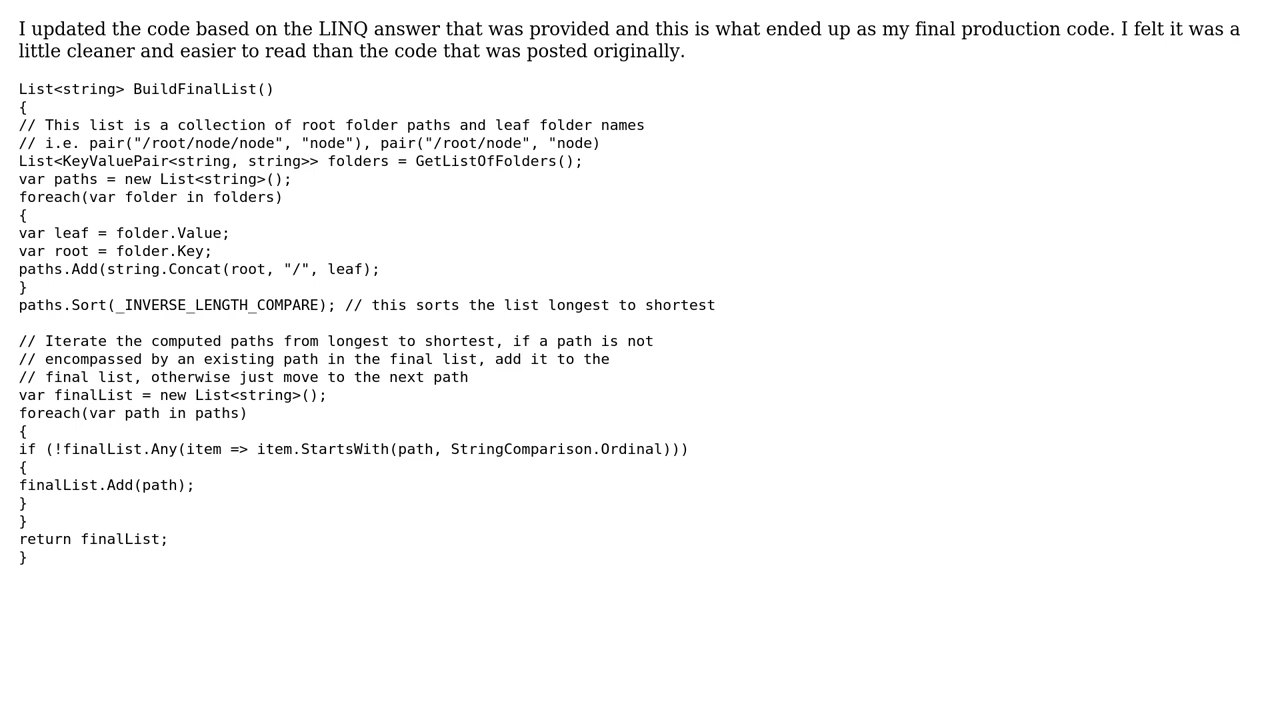 I updated the code based on the LINQ answer that was provided and this is what ended up as my final production code. I felt it was a
little cleaner and easier to read than the code that was posted originally.
List<string> BuildFinalList()
{
// This list is a collection of root folder paths and leaf folder names
// i.e. pair("/root/node/node", "node"), pair("/root/node", "node)
List<KeyValuePair<string, string>> folders = GetListOfFolders();
var paths = new List<string>();
foreach(var folder in folders)
{
var leaf = folder.Value;
var root = folder.Key;
paths.Add(string.Concat(root, "/", leaf);
}
paths.Sort(_INVERSE_LENGTH_COMPARE); // this sorts the list longest to shortest

// Iterate the computed paths from longest to shortest, if a path is not
// encompassed by an existing path in the final list, add it to the
// final list, otherwise just move to the next path
var finalList = new List<string>();
foreach(var path in paths)
{
if (!finalList.Any(item => item.StartsWith(path, StringComparison.Ordinal)))
{
finalList.Add(path);
}
}
return finalList;
}